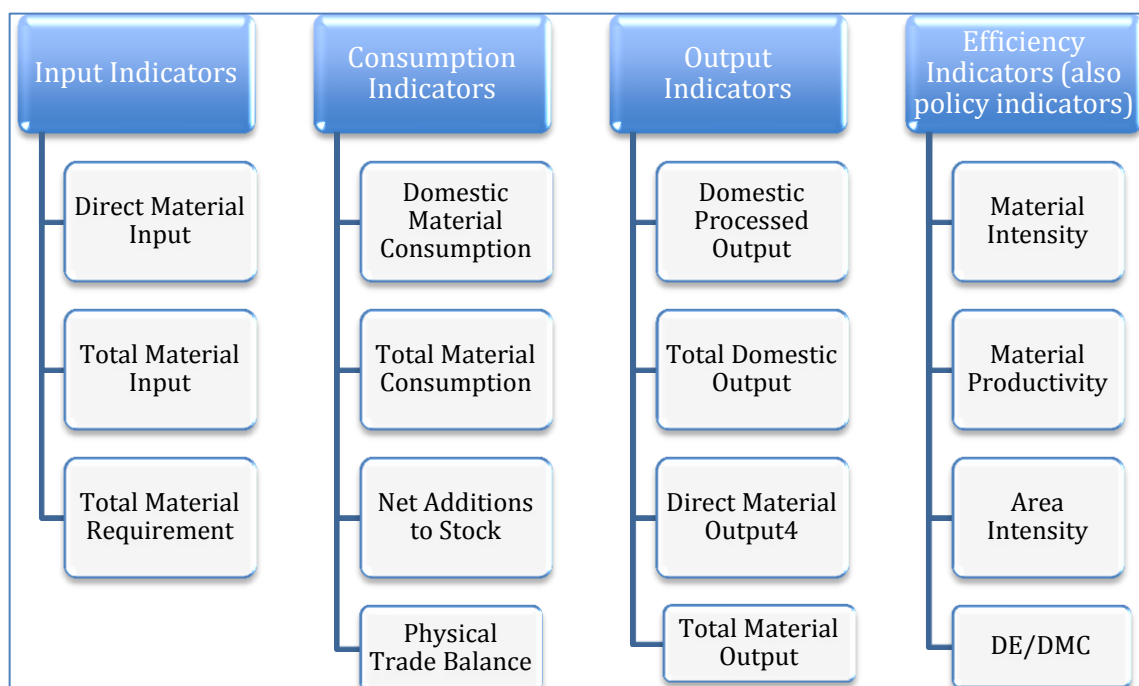 Input Indicators
Direct Material
Input
Total Material
Input
Total Material
Requirement
Consumption
Indicators
Domestic
Material
Consumption
Total Material
Consumption
Net Additions
to Stock
Physical
Trade Balance
Output
Indicators
Domestic
Processed
Output
Total Domestic
Output
Direct Material
Output4
Total Material
Output
Efficiency
Indicators (also
policy indicators)
Material
Intensity
Material
Productivity
Area
Intensity
DE/DMC